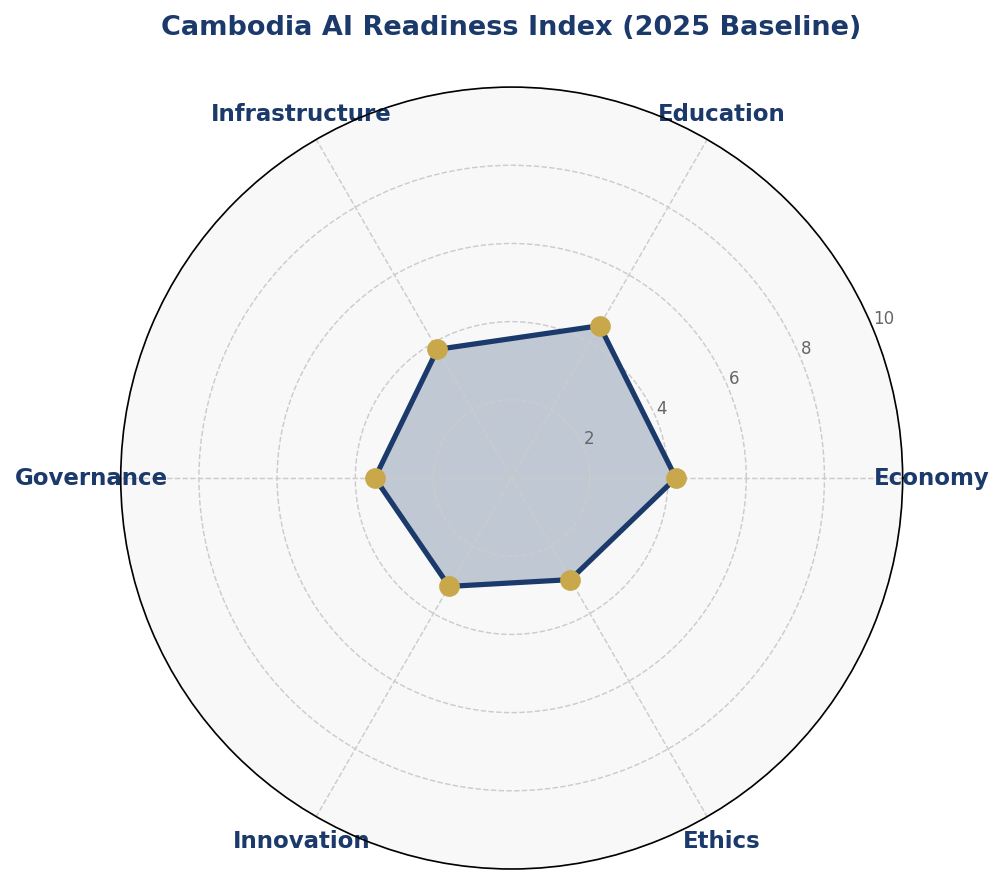 Cambodia AI Readiness Index (2025 Baseline)
Infrastructure
Education
10
8
6
4
2
Governance
Economy
Innovation
Ethics